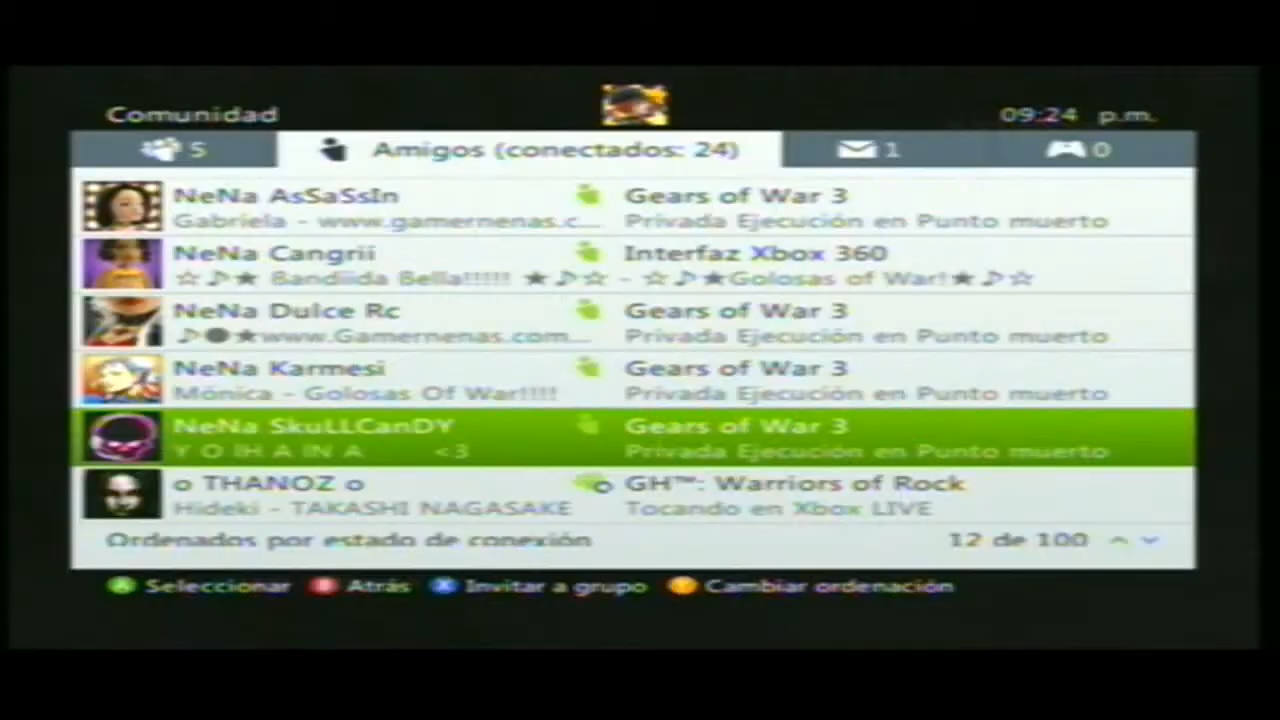 Comunidad
09:24 p.m.
5
Amigos (conectados: 24)
1
0
NeNa AsSaSsIn
Gears of War 3
Gabriela - www.gamernenas.c...
Privada Ejecución en Punto muerto
NeNa Cangrii
Interfaz Xbox 360
☆♪★ Bandiida Bella!!!!! ★♪☆ - ☆♪★Golosas of War!★♪☆
NeNa Dulce Rc
Gears of War 3
♪●★www.Gamernenas.com...
Privada Ejecución en Punto muerto
NeNa Karmesi
Gears of War 3
Mónica - Golosas Of War!!!!
Privada Ejecución en Punto muerto
NeNa SkuLLCanDY
Gears of War 3
Y O IH A IN A <3
Privada Ejecución en Punto muerto
o THANOZ o
GH™: Warriors of Rock
Hideki - TAKASHI NAGASAKE
Tocando en Xbox LIVE
Ordenados por estado de conexión
12 de 100
A Seleccionar B Atrás X Invitar a grupo Y Cambiar ordenación